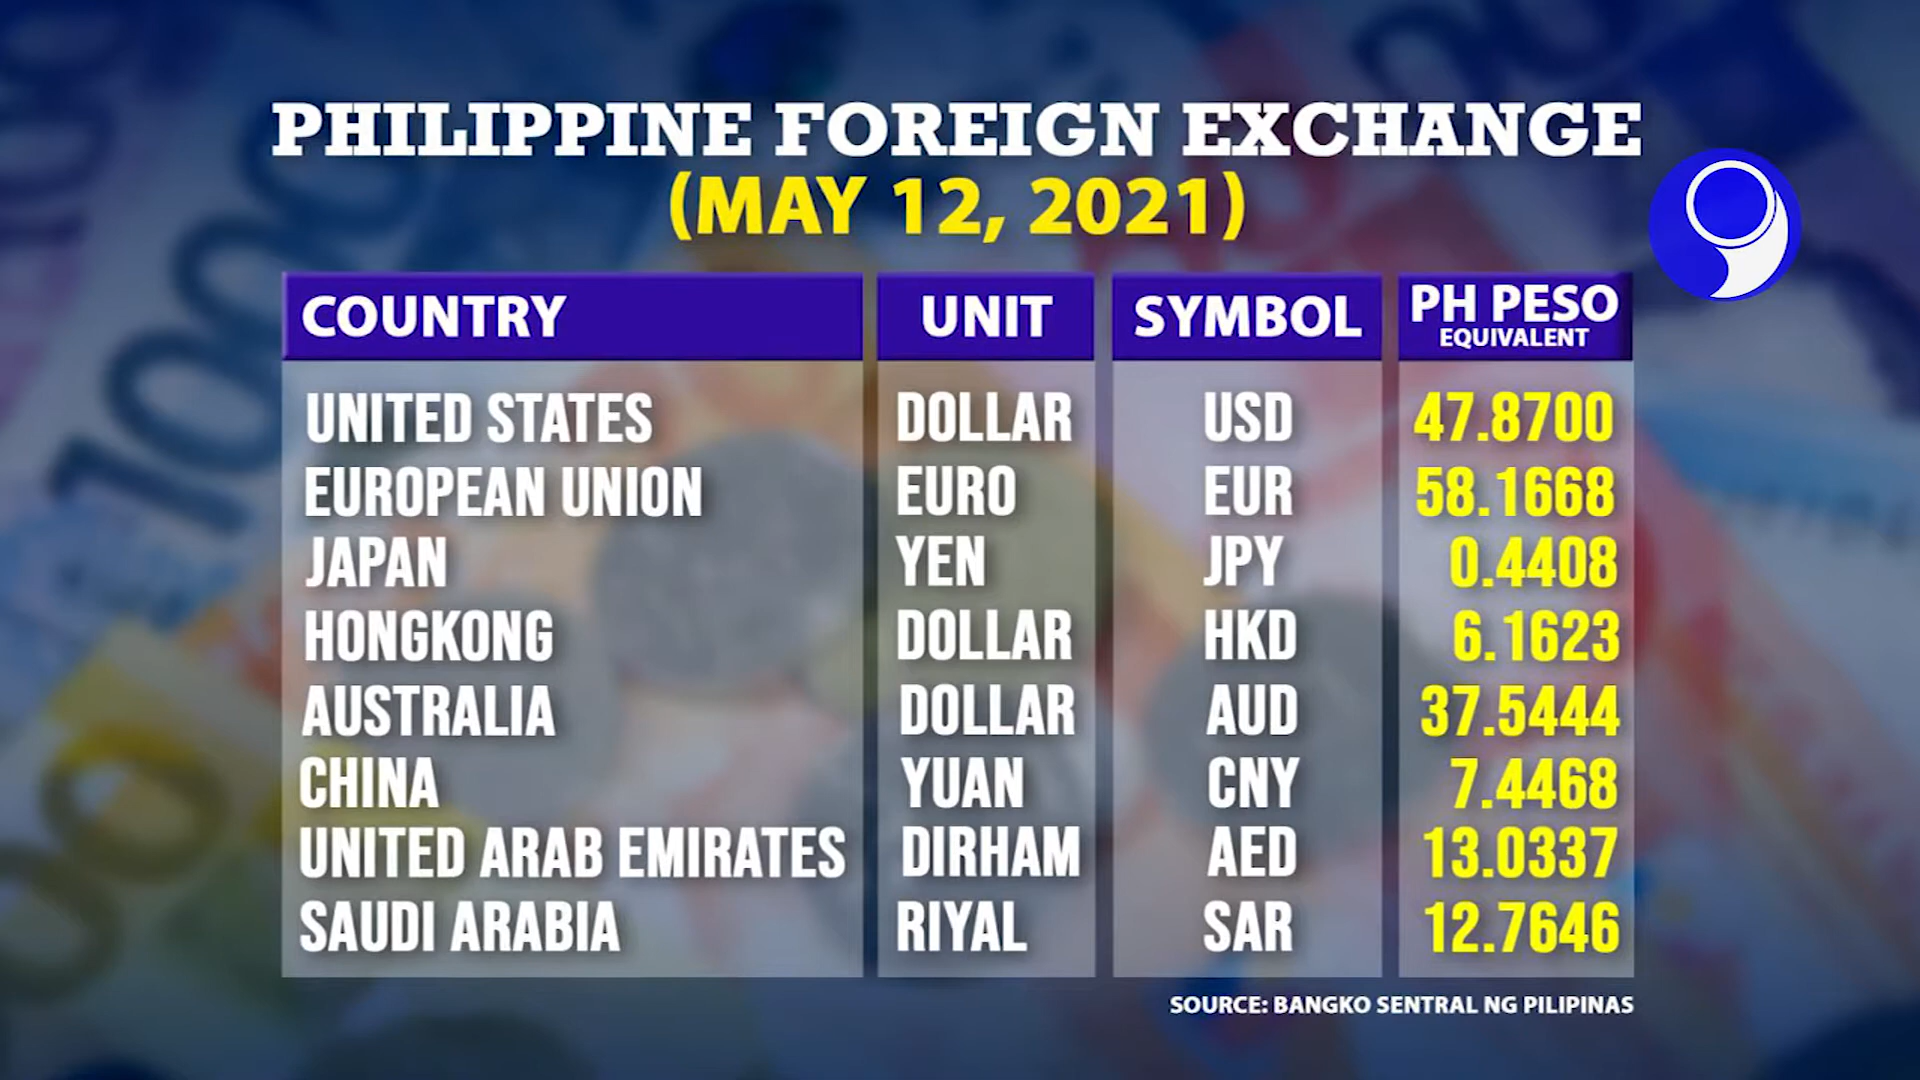 PHILIPPINE FOREIGN EXCHANGE
(MAY 12, 2021)
COUNTRY UNIT SYMBOL PH PESO EQUIVALENT
UNITED STATES DOLLAR USD 47.8700
EUROPEAN UNION EURO EUR 58.1668
JAPAN YEN JPY 0.4408
HONGKONG DOLLAR HKD 6.1623
AUSTRALIA DOLLAR AUD 37.5444
CHINA YUAN CNY 7.4468
UNITED ARAB EMIRATES DIRHAM AED 13.0337
SAUDI ARABIA RIYAL SAR 12.7646
SOURCE: BANGKO SENTRAL NG PILIPINAS